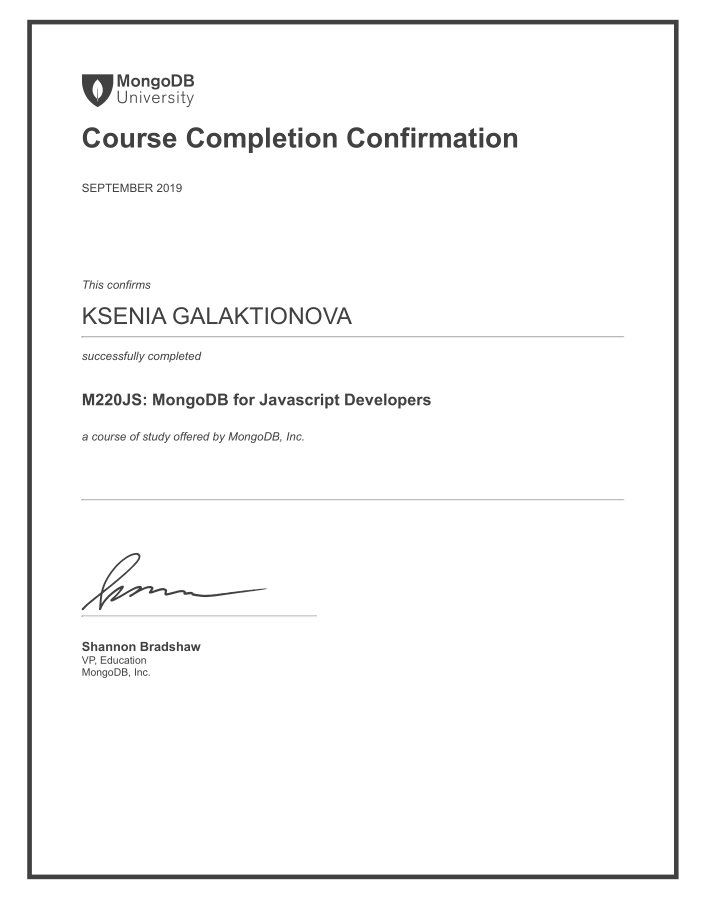 MongoDB
University
Course Completion Confirmation
SEPTEMBER 2019
This confirms
KSENIA GALAKTIONOVA
successfully completed
M220JS: MongoDB for Javascript Developers
a course of study offered by MongoDB, Inc.
Shannon Bradshaw
VP, Education
MongoDB, Inc.